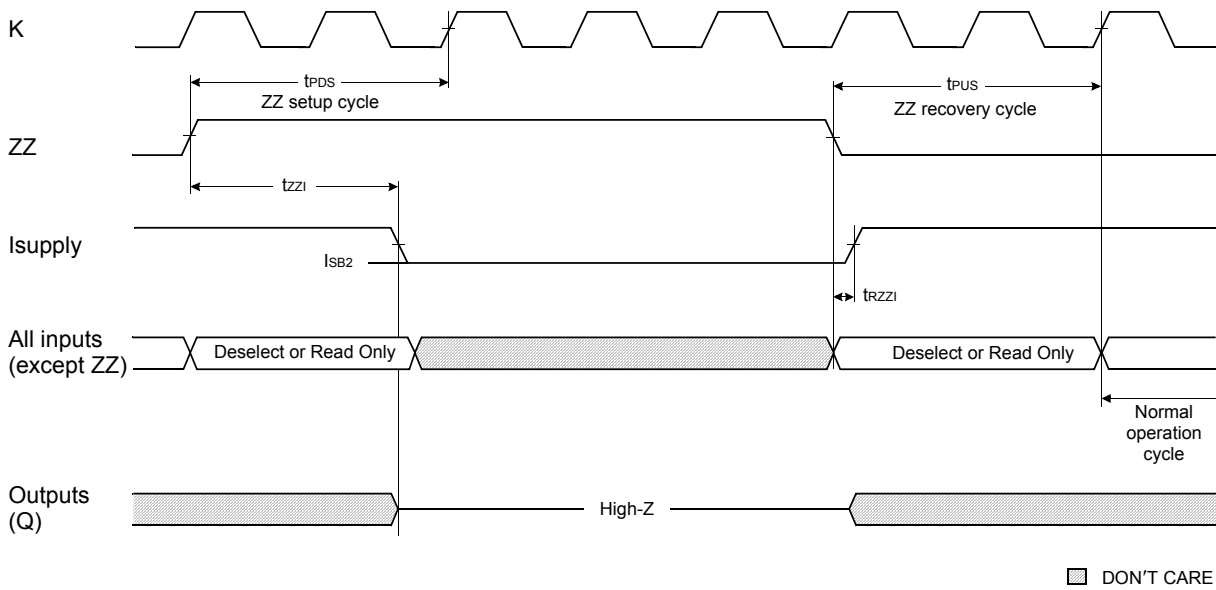 K
tPDS
ZZ setup cycle
tPUS
ZZ recovery cycle
ZZ
tZZI
Isupply
ISB2
tRZZI
All inputs
(except ZZ)
Deselect or Read Only
Deselect or Read Only
Normal
operation
cycle
Outputs
(Q)
High-Z
DON'T CARE